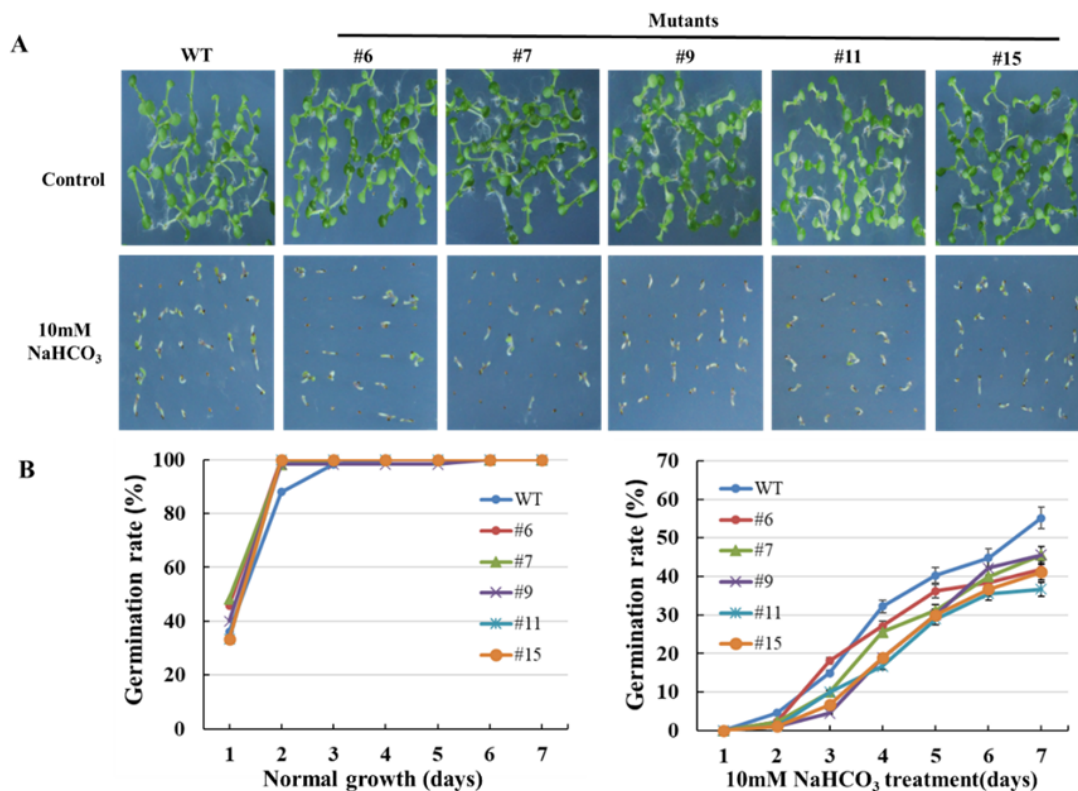 Mutants
A
WT #6 #7 #9 #11 #15
Control
10mM
NaHCO₃
B
Germination rate (%)
100
80
60
40
20
0
WT
#6
#7
#9
#11
#15
1 2 3 4 5 6 7
Normal growth (days)
Germination rate (%)
70
60
50
40
30
20
10
0
WT
#6
#7
#9
#11
#15
1 2 3 4 5 6 7
10mM NaHCO₃ treatment(days)